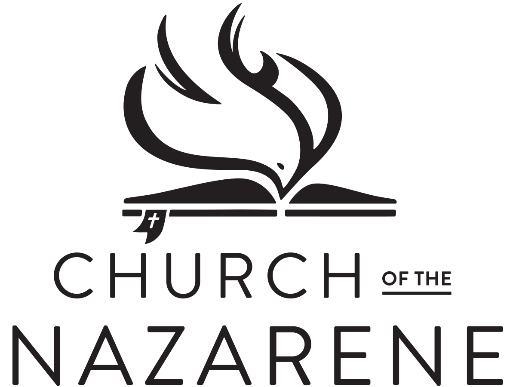 CHURCH OF THE
NAZARENE